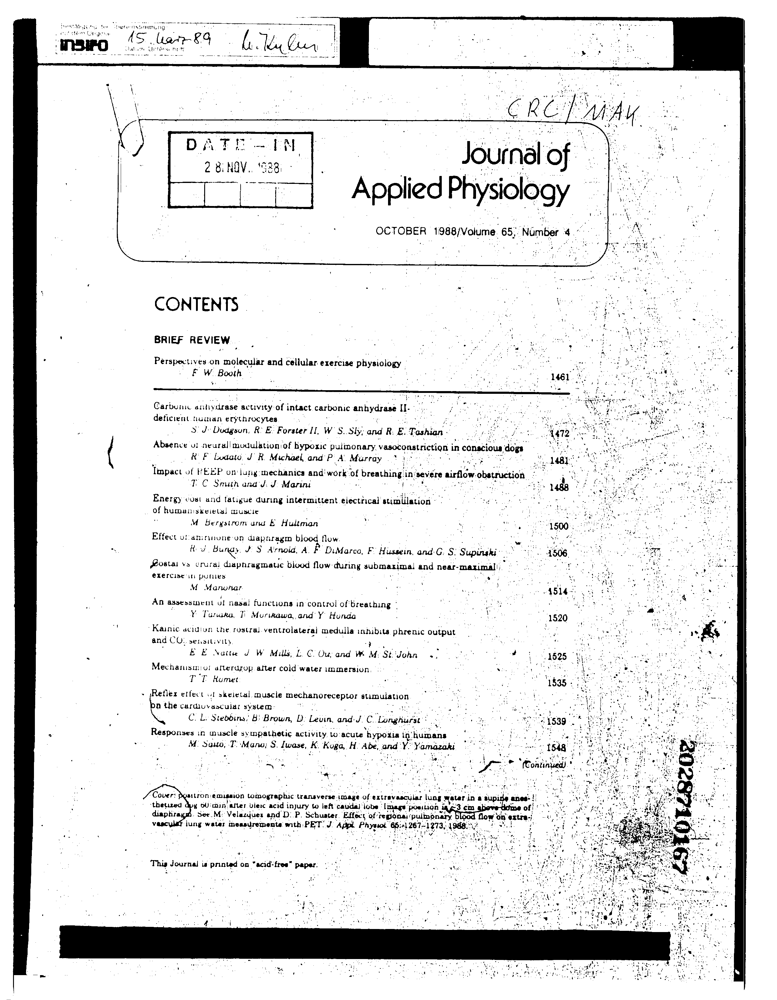 INBIFO
15. März 89
CRC / MAK
DATE - IN
28. NOV. 1988
Journal of
Applied Physiology
OCTOBER 1988/Volume 65, Number 4
CONTENTS
BRIEF REVIEW
Perspectives on molecular and cellular exercise physiology
F. W. Booth 1461
Carbonic anhydrase activity of intact carbonic anhydrase II-
deficient human erythrocytes
S. J. Dodgson, R. E. Forster II, W. S. Sly, and R. E. Tashian 1472
Absence of neural modulation of hypoxic pulmonary vasoconstriction in conscious dogs
R. F. Lodato, J. R. Michael, and P. A. Murray 1481
Impact of PEEP on lung mechanics and work of breathing in severe airflow obstruction
T. C. Smith and J. J. Marini 1488
Energy cost and fatigue during intermittent electrical stimulation
of human skeletal muscle
M. Bergstrom and E. Hultman 1500
Effect of amrinone on diaphragm blood flow
R. J. Bundy, J. S. Arnold, A. F. DiMarco, F. Hussein, and G. S. Supinski 1506
Costal vs. crural diaphragmatic blood flow during submaximal and near-maximal
exercise in ponies
M. Manohar 1514
An assessment of nasal functions in control of breathing
Y. Tanaka, T. Morikawa, and Y. Honda 1520
Kainic acid on the rostral ventrolateral medulla inhibits phrenic output
and CO2 sensitivity
E. E. Nattie, J. W. Mills, L. C. Ou, and W. M. St. John 1525
Mechanism of afterdrop after cold water immersion
T. T. Romet 1535
Reflex effect of skeletal muscle mechanoreceptor stimulation
on the cardiovascular system
C. L. Stebbins, B. Brown, D. Levin, and J. C. Longhurst 1539
Responses in muscle sympathetic activity to acute hypoxia in humans
M. Saito, T. Mano, S. Iwase, K. Koga, H. Abe, and Y. Yamazaki 1548
(Continued)
Cover: Positron emission tomographic transverse image of extravascular lung water in a supine anes-
thetized dog 60 min after oleic acid injury to left caudal lobe. Image position is ~3 cm above dome of
diaphragm. See M. Velazquez and D. P. Schuster. Effect of regional pulmonary blood flow on extra-
vascular lung water measurements with PET. J. Appl. Physiol. 65: 1267-1273, 1988.
This Journal is printed on "acid-free" paper.
2028710167